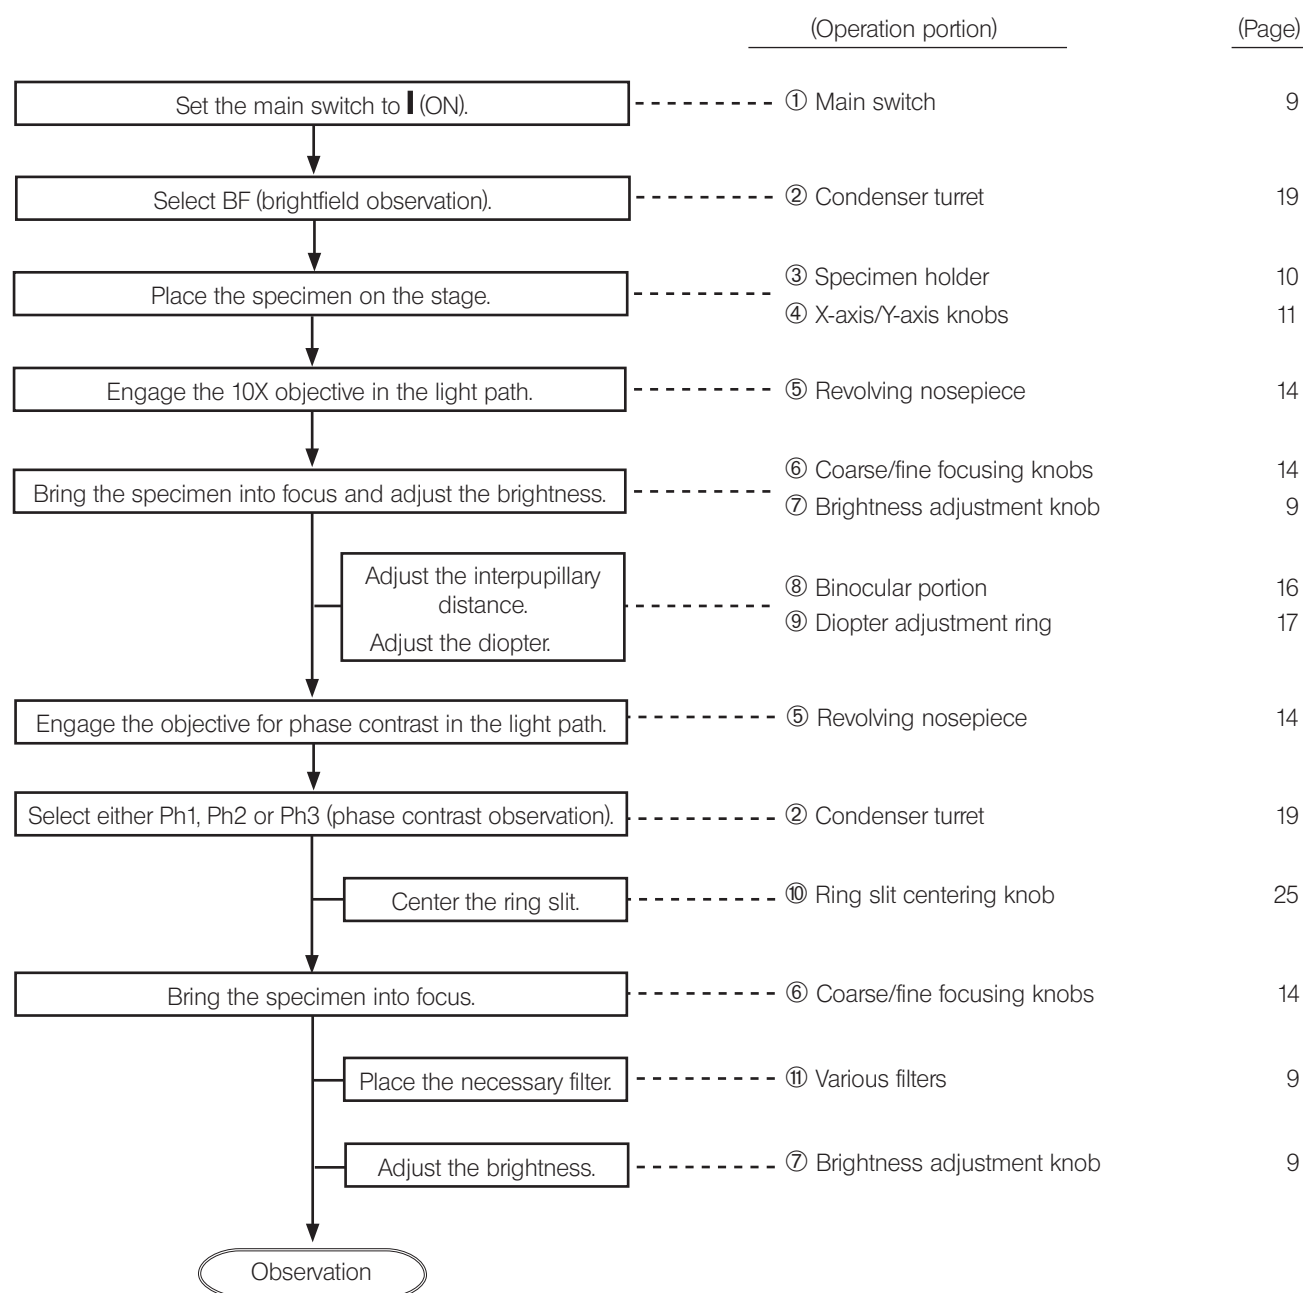 (Operation portion) (Page)
Set the main switch to I (ON). ① Main switch 9
Select BF (brightfield observation). ② Condenser turret 19
③ Specimen holder 10
Place the specimen on the stage.
④ X-axis/Y-axis knobs 11
Engage the 10X objective in the light path. ⑤ Revolving nosepiece 14
⑥ Coarse/fine focusing knobs 14
Bring the specimen into focus and adjust the brightness.
⑦ Brightness adjustment knob 9
Adjust the interpupillary
distance.
Adjust the diopter.
⑧ Binocular portion 16
⑨ Diopter adjustment ring 17
Engage the objective for phase contrast in the light path. ⑤ Revolving nosepiece 14
Select either Ph1, Ph2 or Ph3 (phase contrast observation). ② Condenser turret 19
Center the ring slit. ⑩ Ring slit centering knob 25
Bring the specimen into focus. ⑥ Coarse/fine focusing knobs 14
Place the necessary filter. ⑪ Various filters 9
Adjust the brightness. ⑦ Brightness adjustment knob 9
Observation